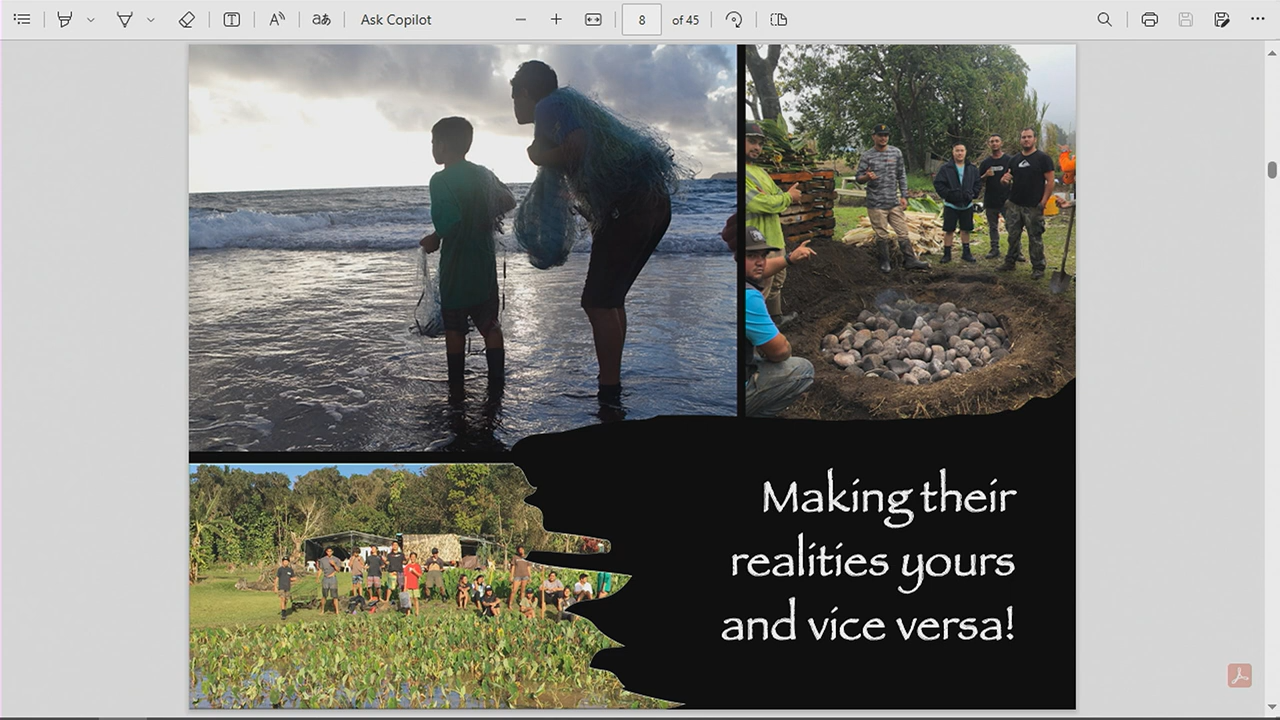 Ask Copilot
8
of 45
Making their
realities yours
and vice versa!